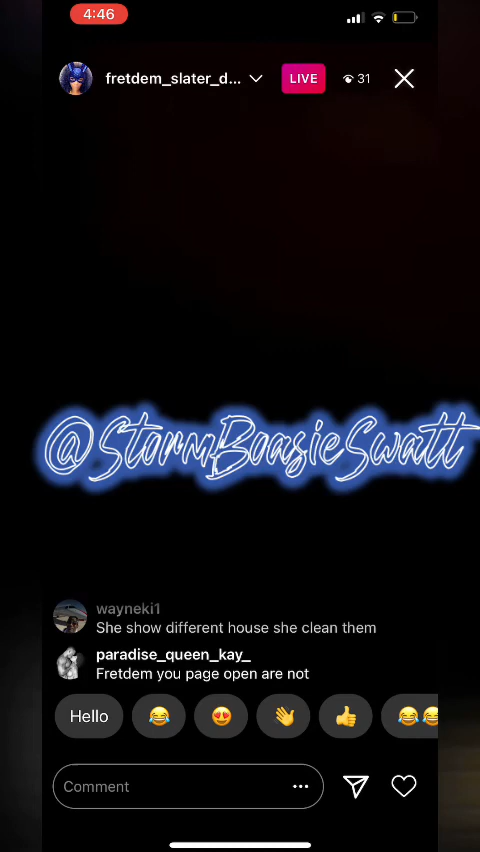 4:46
fretdem_slater_d...
LIVE
31
@StormBoasieSwatt
wayneki1
She show different house she clean them
paradise_queen_kay_
Fretdem you page open are not
Hello
Comment